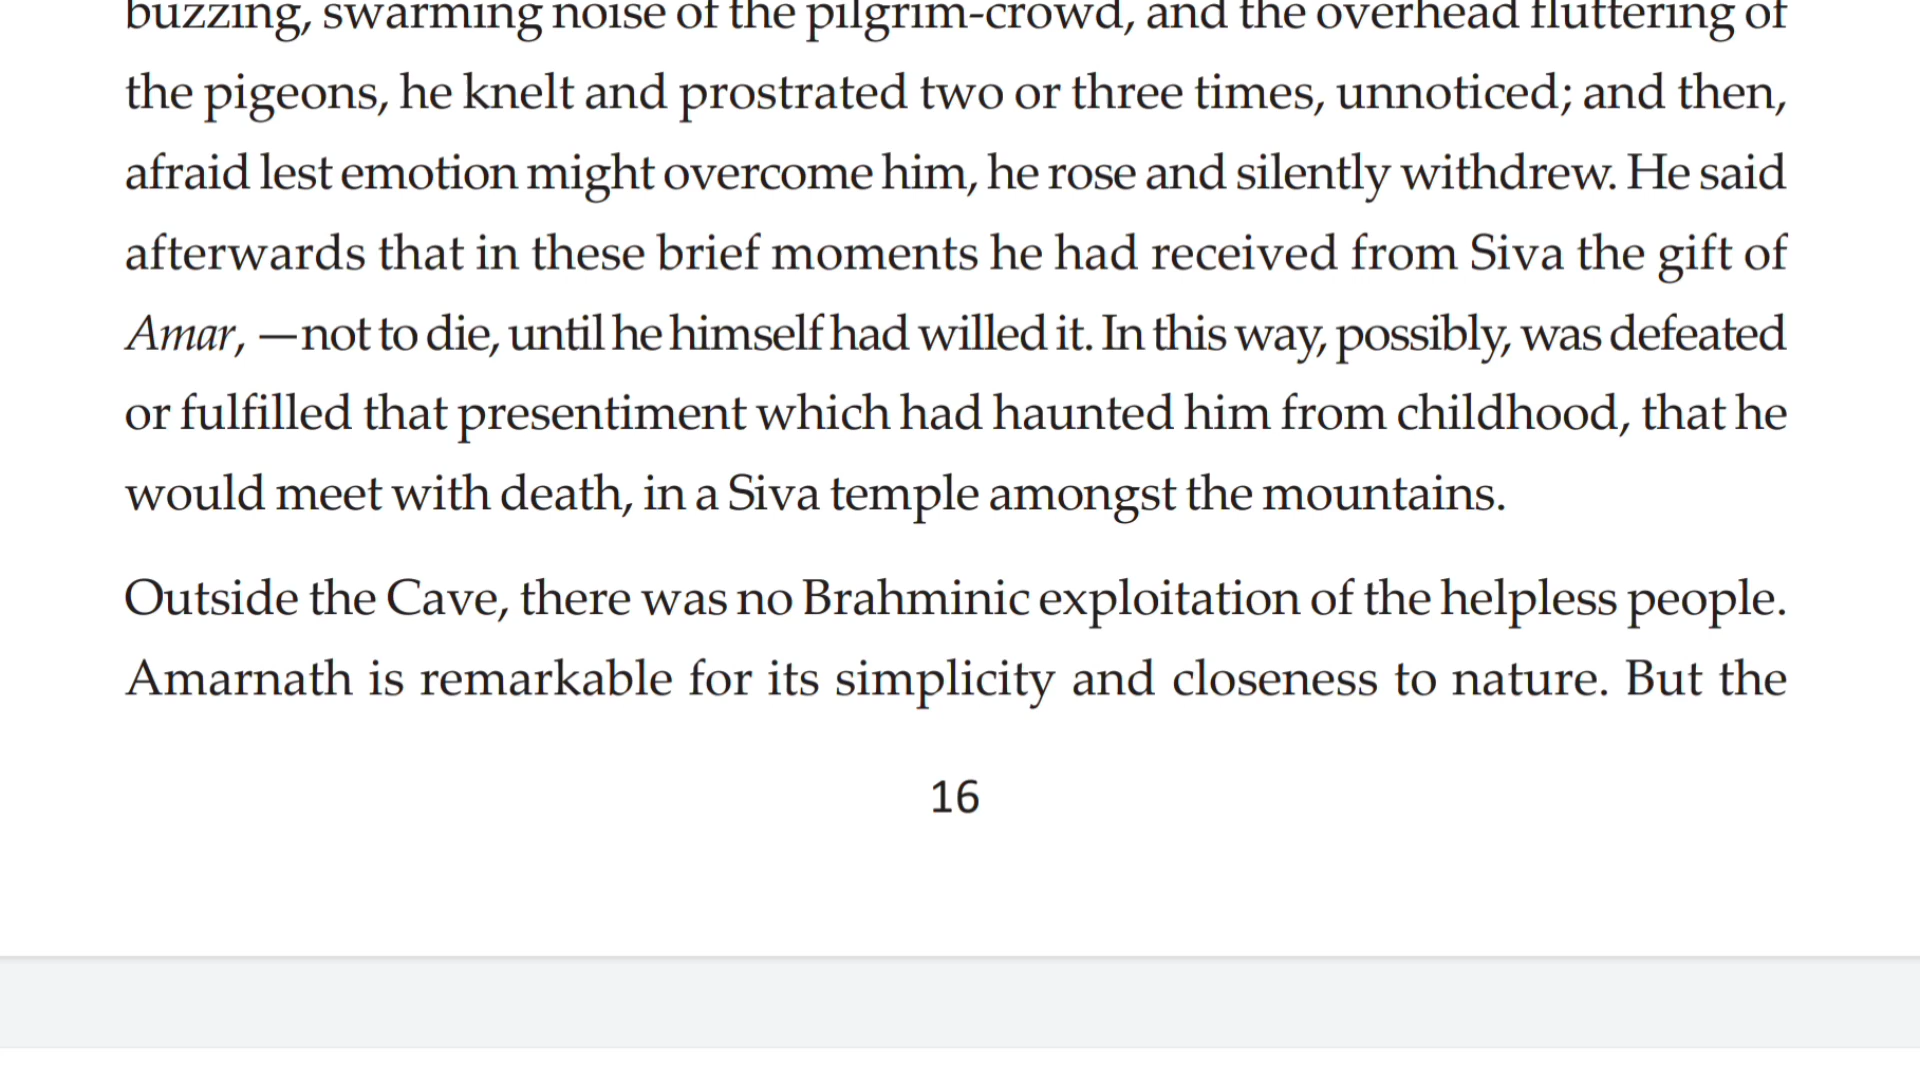 buzzing, swarming noise of the pilgrim-crowd, and the overhead fluttering of
the pigeons, he knelt and prostrated two or three times, unnoticed; and then,
afraid lest emotion might overcome him, he rose and silently withdrew. He said
afterwards that in these brief moments he had received from Siva the gift of
Amar, —not to die, until he himself had willed it. In this way, possibly, was defeated
or fulfilled that presentiment which had haunted him from childhood, that he
would meet with death, in a Siva temple amongst the mountains.
Outside the Cave, there was no Brahminic exploitation of the helpless people.
Amarnath is remarkable for its simplicity and closeness to nature. But the
16